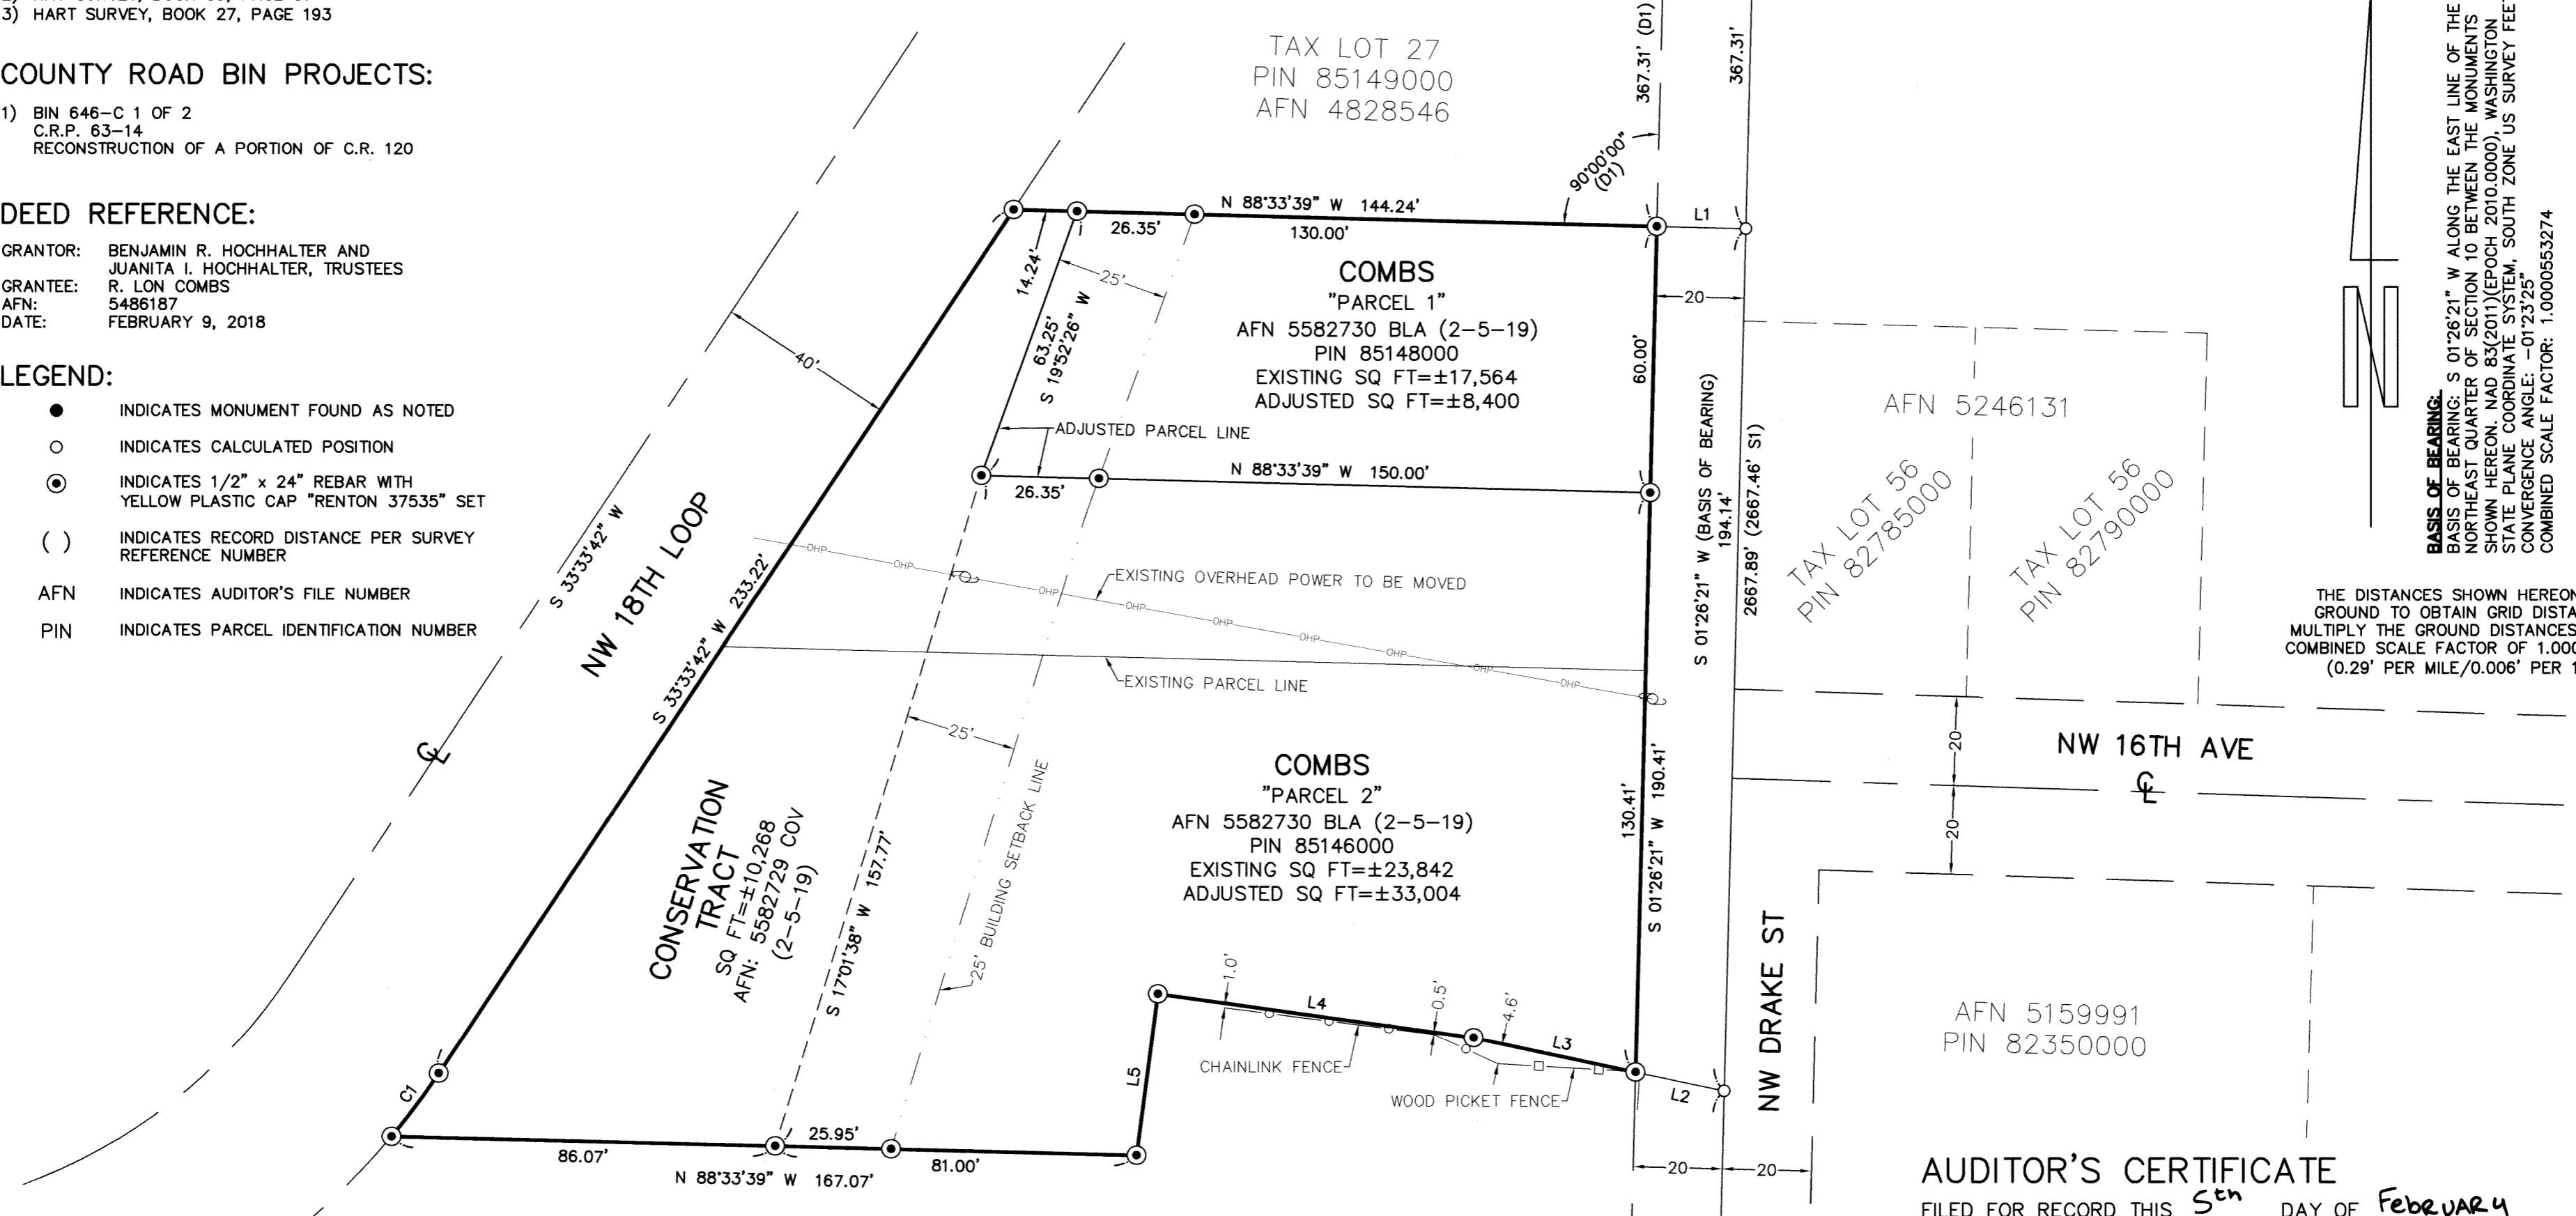 3) HART SURVEY, BOOK 27, PAGE 193
COUNTY ROAD BIN PROJECTS:
1) BIN 646-C 1 OF 2
C.R.P. 63-14
RECONSTRUCTION OF A PORTION OF C.R. 120
DEED REFERENCE:
GRANTOR: BENJAMIN R. HOCHHALTER AND
JUANITA I. HOCHHALTER, TRUSTEES
GRANTEE: R. LON COMBS
AFN: 5486187
DATE: FEBRUARY 9, 2018
LEGEND:
INDICATES MONUMENT FOUND AS NOTED
INDICATES CALCULATED POSITION
INDICATES 1/2" x 24" REBAR WITH
YELLOW PLASTIC CAP "RENTON 37535" SET
( ) INDICATES RECORD DISTANCE PER SURVEY
REFERENCE NUMBER
AFN INDICATES AUDITOR'S FILE NUMBER
PIN INDICATES PARCEL IDENTIFICATION NUMBER
TAX LOT 27
PIN 85149000
AFN 4828546
367.31' (D1)
367.31'
90°00'00"
(D1)
N 88°33'39" W 144.24'
26.35'
130.00'
L1
14.24'
25'
63.25'
S 19°52'26" W
COMBS
"PARCEL 1"
AFN 5582730 BLA (2-5-19)
PIN 85148000
EXISTING SQ FT=±17,564
ADJUSTED SQ FT=±8,400
20
60.00'
40'
ADJUSTED PARCEL LINE
N 88°33'39" W 150.00'
26.35'
S 33°33'42" W
NW 18TH LOOP
S 33°33'42" W 233.22'
OHP
OHP
OHP
OHP
OHP
OHP
OHP
OHP
OHP
EXISTING OVERHEAD POWER TO BE MOVED
EXISTING PARCEL LINE
S 01°26'21" W (BASIS OF BEARING)
194.14'
2667.89' (2667.46' S1)
AFN 5246131
TAX LOT 56
PIN 82785000
TAX LOT 56
PIN 82790000
BASIS OF BEARING:
BASIS OF BEARING: S 01°26'21" W ALONG THE EAST LINE OF THE
NORTHEAST QUARTER OF SECTION 10 BETWEEN THE MONUMENTS
SHOWN HEREON. NAD 83(2011)(EPOCH 2010.0000), WASHINGTON
STATE PLANE COORDINATE SYSTEM, SOUTH ZONE US SURVEY FEET
CONVERGENCE ANGLE: -01°23'25"
COMBINED SCALE FACTOR: 1.0000553274
N
THE DISTANCES SHOWN HEREON
GROUND TO OBTAIN GRID DISTA
MULTIPLY THE GROUND DISTANCES
COMBINED SCALE FACTOR OF 1.000
(0.29' PER MILE/0.006' PER 1
CL
25'
25' BUILDING SETBACK LINE
CONSERVATION
TRACT
SQ FT=±10,268
AFN: 5582729 COV
(2-5-19)
S 17°01'38" W 157.77'
COMBS
"PARCEL 2"
AFN 5582730 BLA (2-5-19)
PIN 85146000
EXISTING SQ FT=±23,842
ADJUSTED SQ FT=±33,004
130.41'
S 01°26'21" W 190.41'
20
NW 16TH AVE
CL
20
NW DRAKE ST
AFN 5159991
PIN 82350000
1.0'
L4
0.5'
4.6'
L3
CHAINLINK FENCE
WOOD PICKET FENCE
L2
L5
C1
86.07'
25.95'
81.00'
N 88°33'39" W 167.07'
20
20
AUDITOR'S CERTIFICATE
FILED FOR RECORD THIS 5th DAY OF February